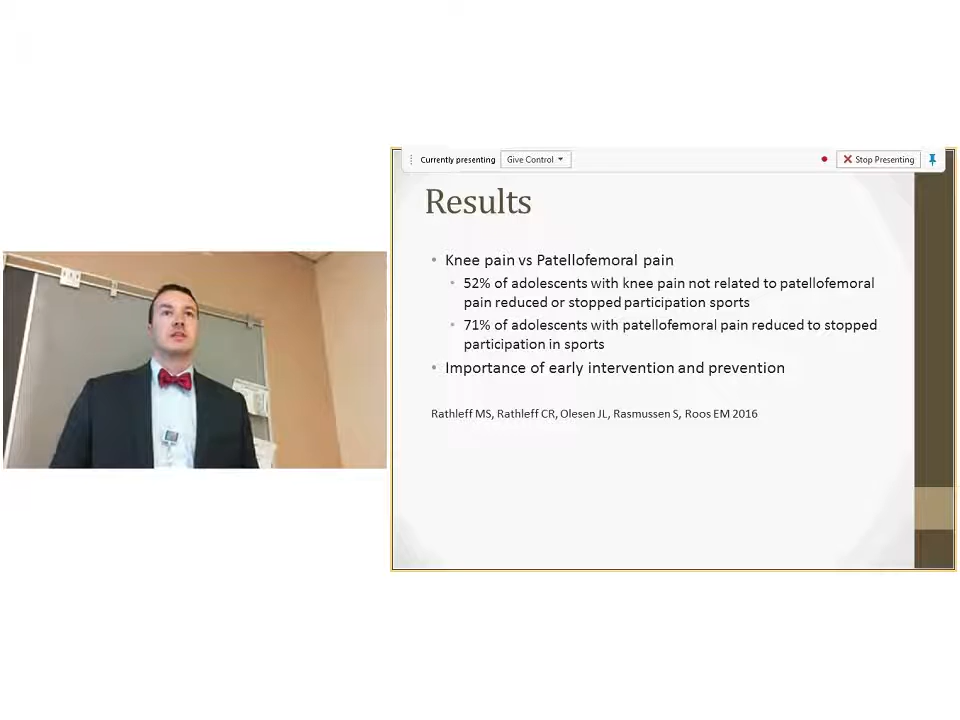 Currently presenting Give Control Stop Presenting
Results
Knee pain vs Patellofemoral pain
52% of adolescents with knee pain not related to patellofemoral
pain reduced or stopped participation sports
71% of adolescents with patellofemoral pain reduced to stopped
participation in sports
Importance of early intervention and prevention
Rathleff MS, Rathleff CR, Olesen JL, Rasmussen S, Roos EM 2016